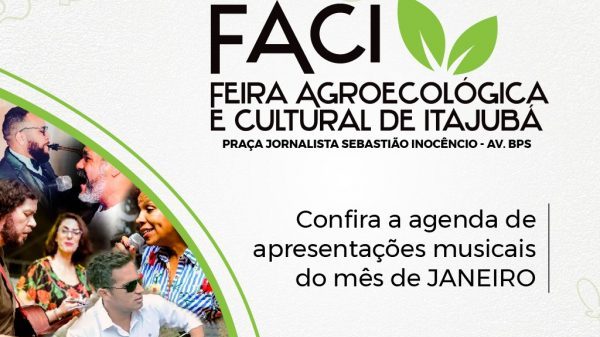 FACI
FEIRA AGROECOLÓGICA
E CULTURAL DE ITAJUBÁ
PRAÇA JORNALISTA SEBASTIÃO INOCÊNCIO - AV. BPS
Confira a agenda de
apresentações musicais
do mês de JANEIRO